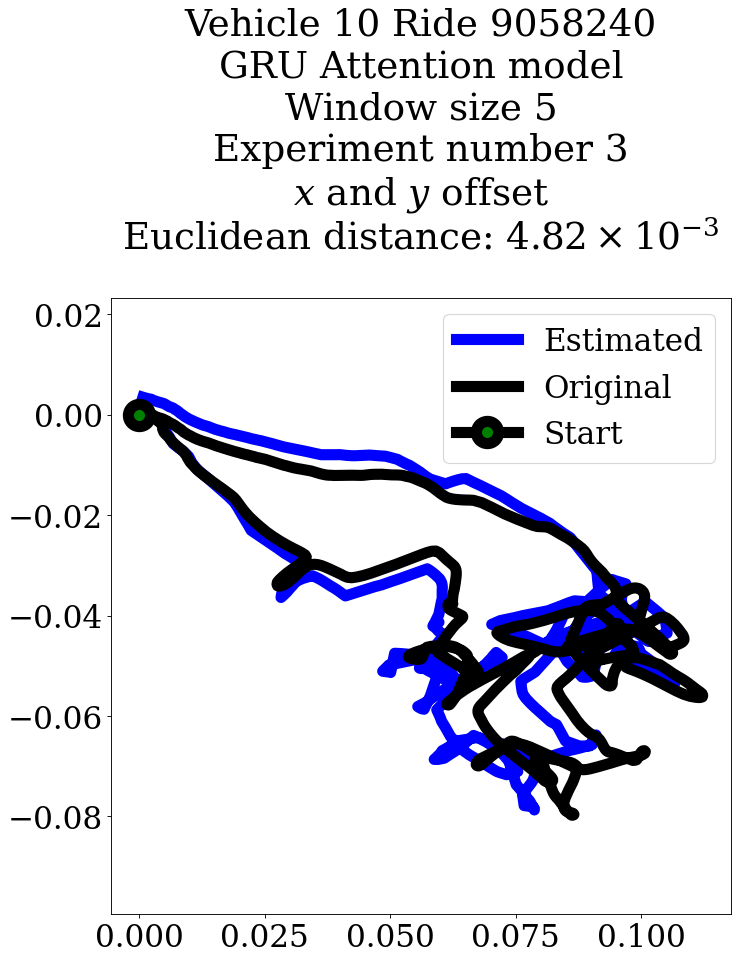 Vehicle 10 Ride 9058240
GRU Attention model
Window size 5
Experiment number 3
x and y offset
Euclidean distance: 4.82 × 10⁻³
Estimated
Original
Start
0.02
0.00
−0.02
−0.04
−0.06
−0.08
0.000 0.025 0.050 0.075 0.100